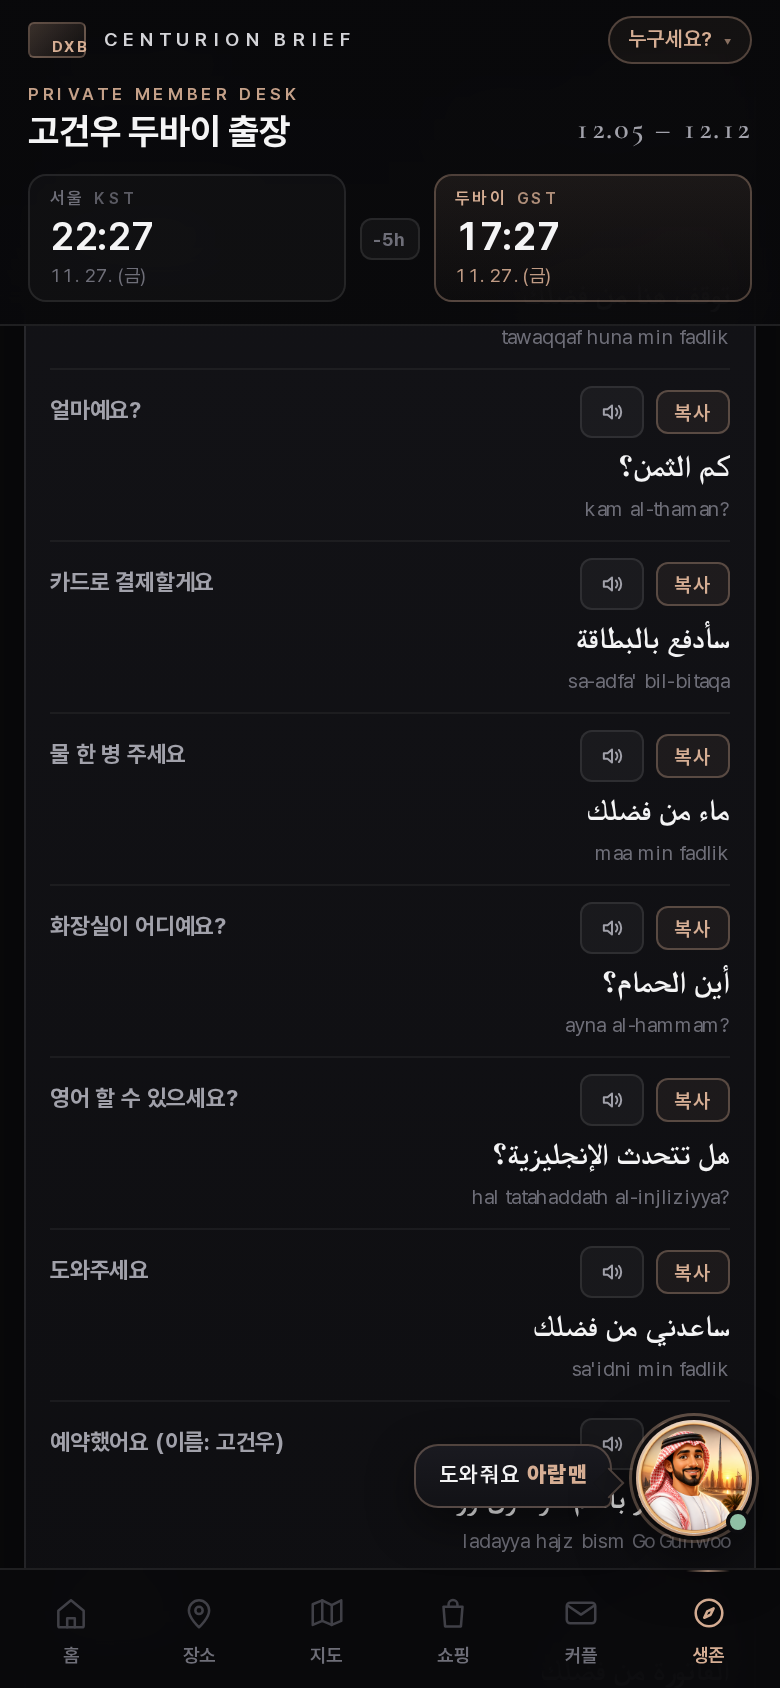 DXB CENTURION BRIEF
누구세요?
PRIVATE MEMBER DESK
고건우 두바이 출장
12.05 — 12.12
서울 KST
22:27
11. 27. (금)
-5h
두바이 GST
17:27
11. 27. (금)
tawaqqaf huna min fadlik
얼마예요?
복사
كم الثمن؟
kam al-thaman?
카드로 결제할게요
복사
سأدفع بالبطاقة
sa-adfa' bil-bitaqa
물 한 병 주세요
복사
ماء من فضلك
maa min fadlik
화장실이 어디예요?
복사
أين الحمام؟
ayna al-hammam?
영어 할 수 있으세요?
복사
هل تتحدث الإنجليزية؟
hal tatahaddath al-injliziyya?
도와주세요
복사
ساعدني من فضلك
sa'idni min fadlik
예약했어요 (이름: 고건우)
도와줘요 아랍맨
ladayya hajz bism Go Gunwoo
홈
장소
지도
쇼핑
커플
생존